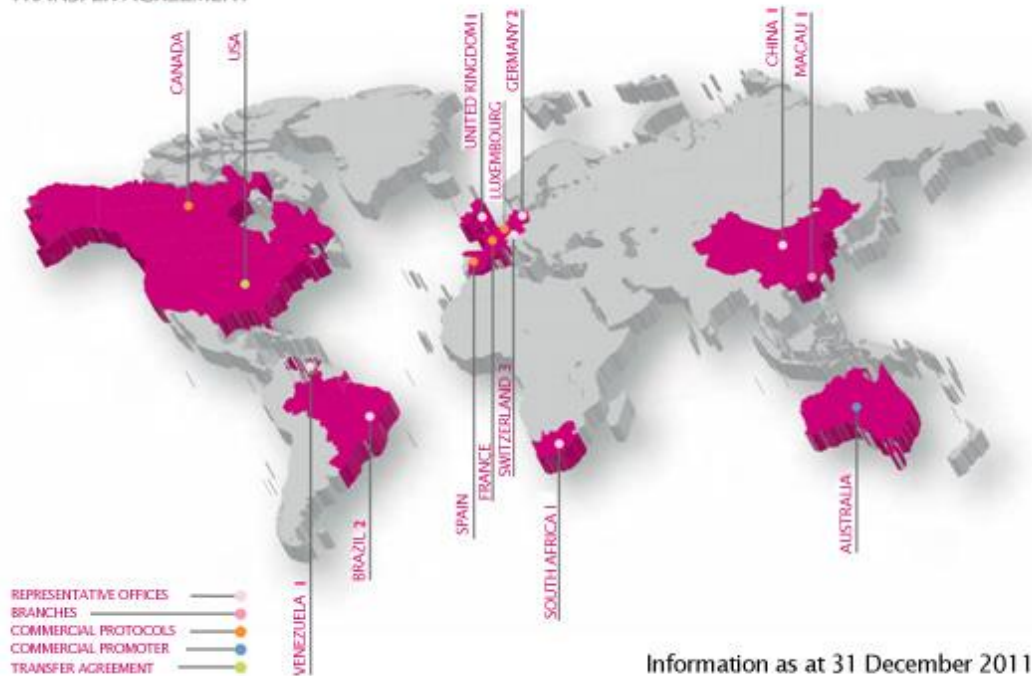 TRANSFER AGREEMENT
CANADA
USA
UNITED KINGDOM 1
LUXEMBOURG
GERMANY 2
CHINA 1
MACAU 1
SPAIN
FRANCE
SWITZERLAND 3
SOUTH AFRICA 1
AUSTRALIA
BRAZIL 2
VENEZUELA 1
REPRESENTATIVE OFFICES
BRANCHES
COMMERCIAL PROTOCOLS
COMMERCIAL PROMOTER
TRANSFER AGREEMENT
Information as at 31 December 2011